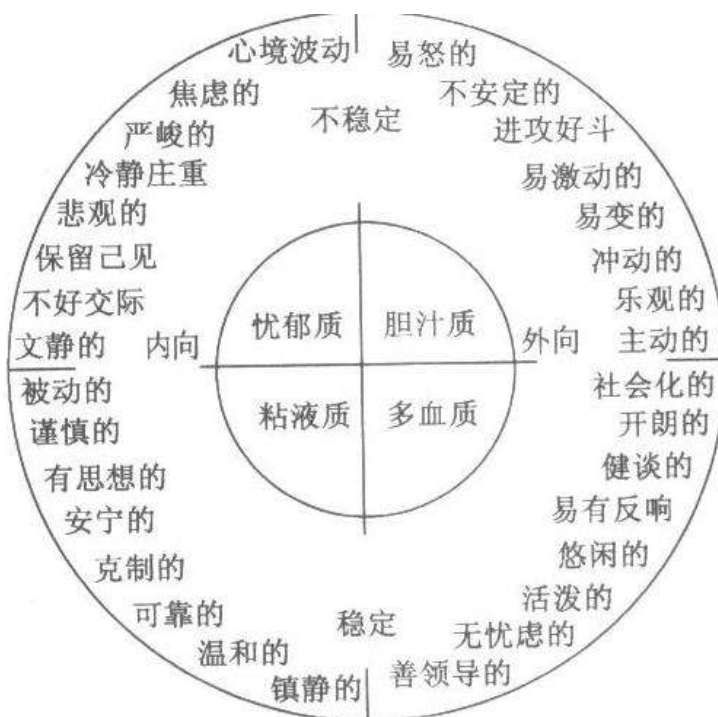 心境波动
易怒的
焦虑的
不安定的
不稳定
严峻的
进攻好斗
冷静庄重
易激动的
悲观的
易变的
保留己见
冲动的
不好交际
乐观的
忧郁质
胆汁质
文静的
内向
外向
主动的
被动的
社会化的
粘液质
多血质
谨慎的
开朗的
有思想的
健谈的
安宁的
易有反响
克制的
悠闲的
可靠的
活泼的
稳定
温和的
无忧虑的
镇静的
善领导的